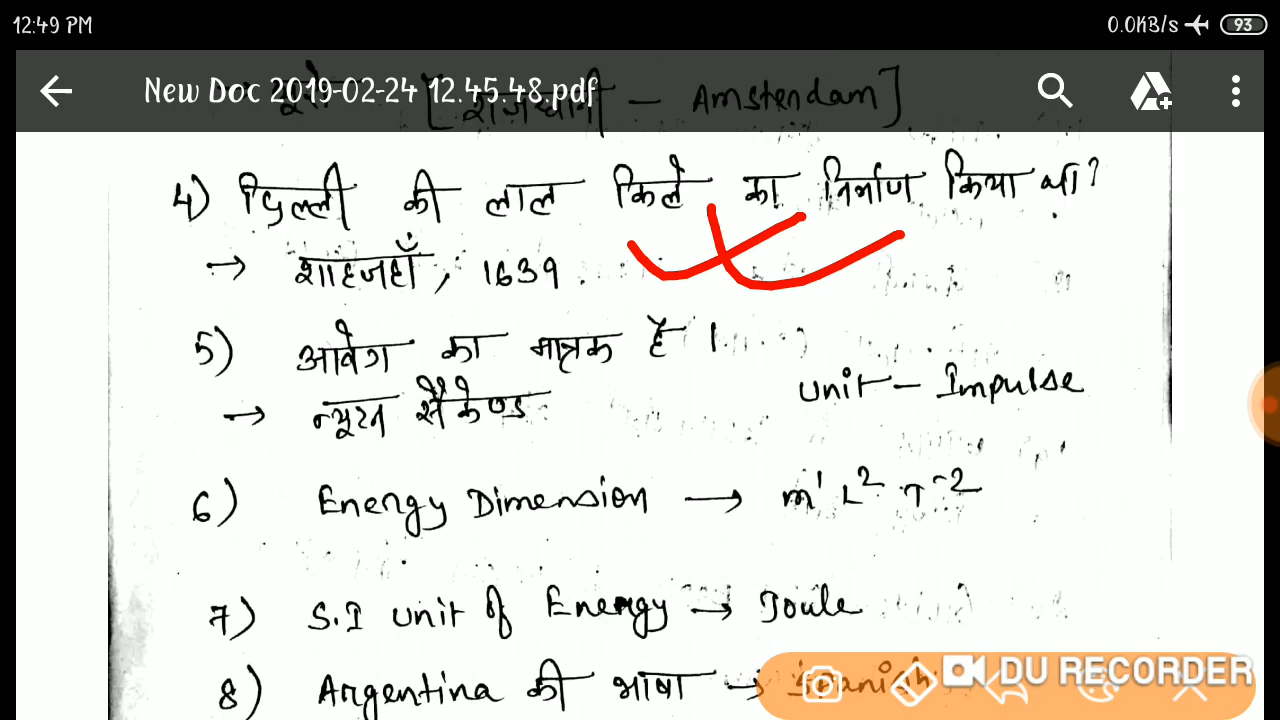 12:49 PM 0.0KB/s 93
New Doc 2019-02-24 12.45.48.pdf
[राजधानी - Amsterdam]
4) दिल्ली की लाल किले का निर्माण किया था?
→ शाहजहाँ, 1639.
5) आवेग का मात्रक है।
Unit - Impulse
→ न्यूटन सैकेण्ड
6) Energy Dimension → m¹ L² T⁻²
7) S.I unit of Energy → Joule
8) Argentina की भाषा → Spanish
DU RECORDER